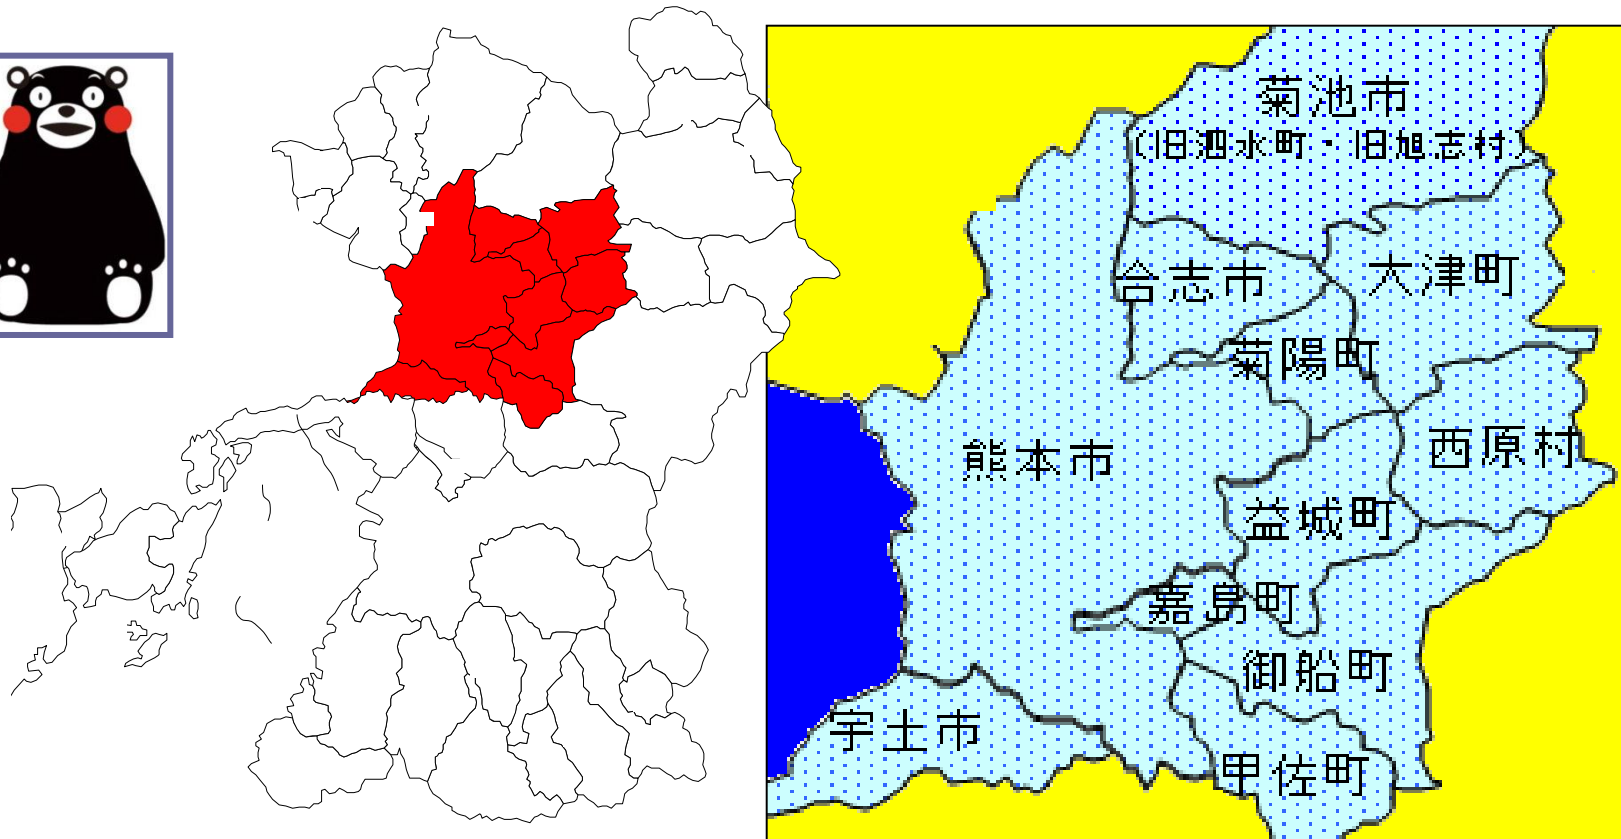 菊池市
(旧泗水町・旧旭志村)
合志市
大津町
菊陽町
熊本市
西原村
益城町
嘉島町
御船町
宇土市
甲佐町